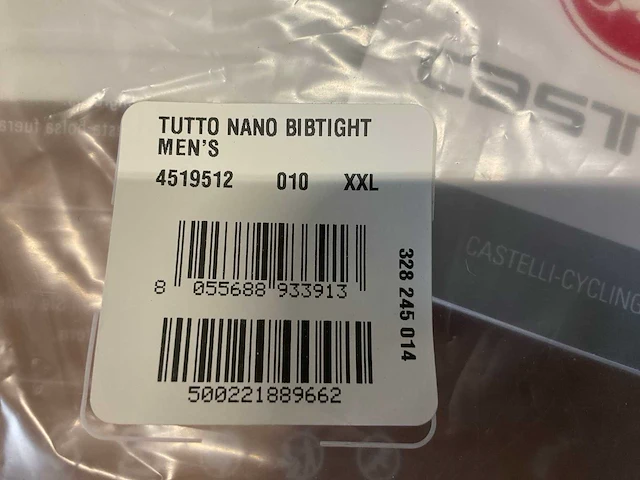 TUTTO NANO BIBTIGHT
MEN'S
4519512 010 XXL
8 055688 933913
500221889662
328 245 014
CASTELLI-CYCLING